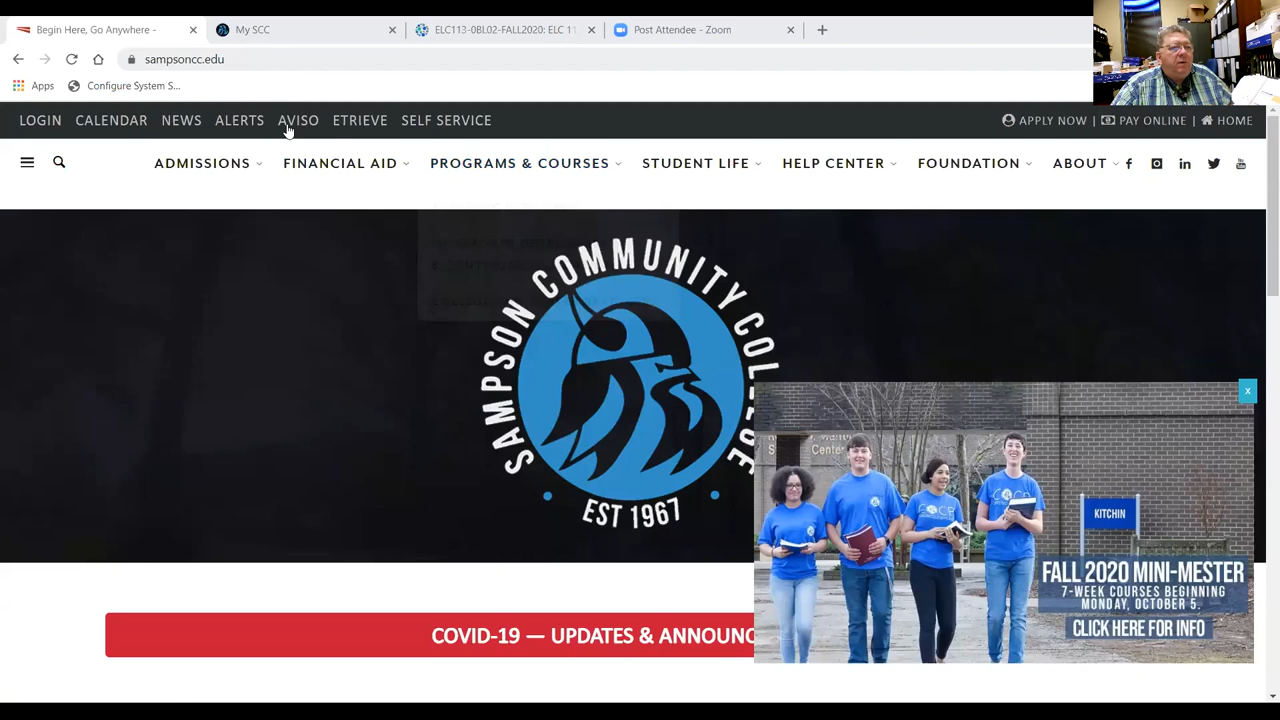 Begin Here, Go Anywhere -
My SCC
ELC113-0BL02-FALL2020: ELC 11
Post Attendee - Zoom
sampsoncc.edu
Apps
Configure System S...
LOGIN CALENDAR NEWS ALERTS AVISO ETRIEVE SELF SERVICE
APPLY NOW | PAY ONLINE | HOME
ADMISSIONS FINANCIAL AID PROGRAMS & COURSES STUDENT LIFE HELP CENTER FOUNDATION ABOUT
SAMPSON COMMUNITY COLLEGE
EST 1967
X
KITCHIN
FALL 2020 MINI-MESTER
7-WEEK COURSES BEGINNING
MONDAY, OCTOBER 5.
CLICK HERE FOR INFO
COVID-19 — UPDATES & ANNOUNC